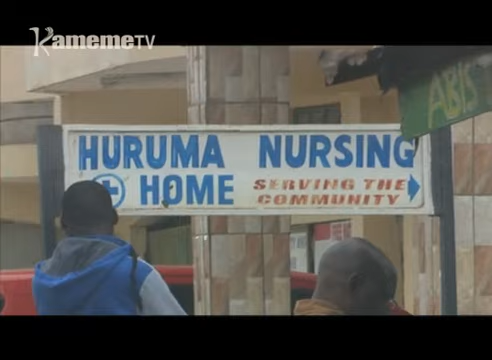 KamemeTV
HURUMA NURSING
HOME SERVING THE
COMMUNITY
ABIS